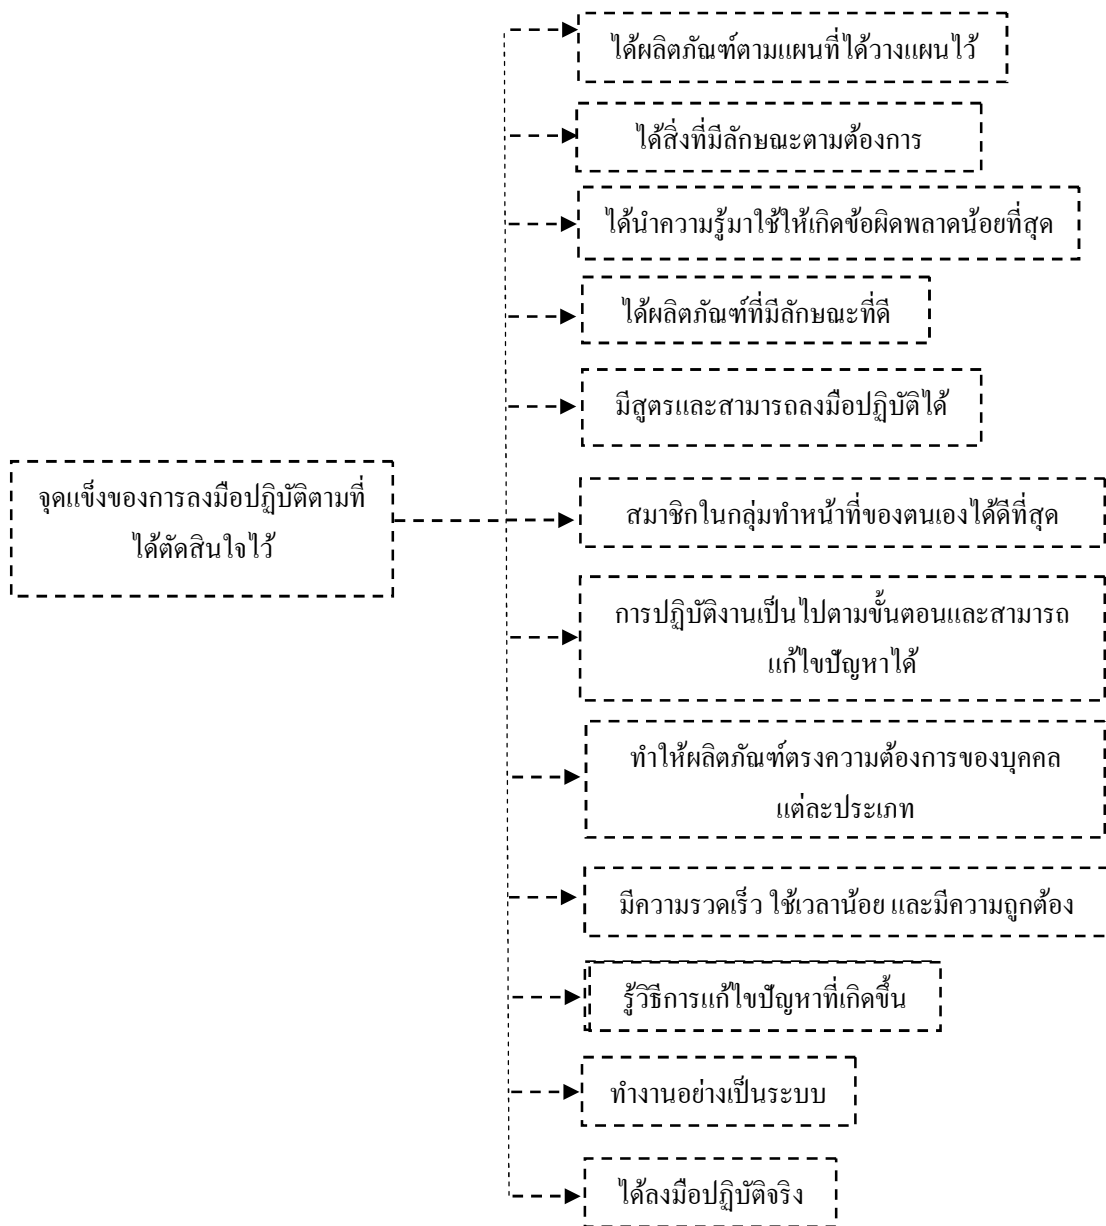 ได้ผลิตภัณฑ์ตามแผนที่ได้วางแผนไว้
ได้สิ่งที่มีลักษณะตามต้องการ
ได้นำความรู้มาใช้ให้เกิดข้อผิดพลาดน้อยที่สุด
ได้ผลิตภัณฑ์ที่มีลักษณะที่ดี
มีสูตรและสามารถลงมือปฏิบัติได้
จุดแข็งของการลงมือปฏิบัติตามที่
ได้ตัดสินใจไว้
สมาชิกในกลุ่มทำหน้าที่ของตนเองได้ดีที่สุด
การปฏิบัติงานเป็นไปตามขั้นตอนและสามารถ
แก้ไขปัญหาได้
ทำให้ผลิตภัณฑ์ตรงความต้องการของบุคคล
แต่ละประเภท
มีความรวดเร็ว ใช้เวลาน้อย และมีความถูกต้อง
รู้วิธีการแก้ไขปัญหาที่เกิดขึ้น
ทำงานอย่างเป็นระบบ
ได้ลงมือปฏิบัติจริง